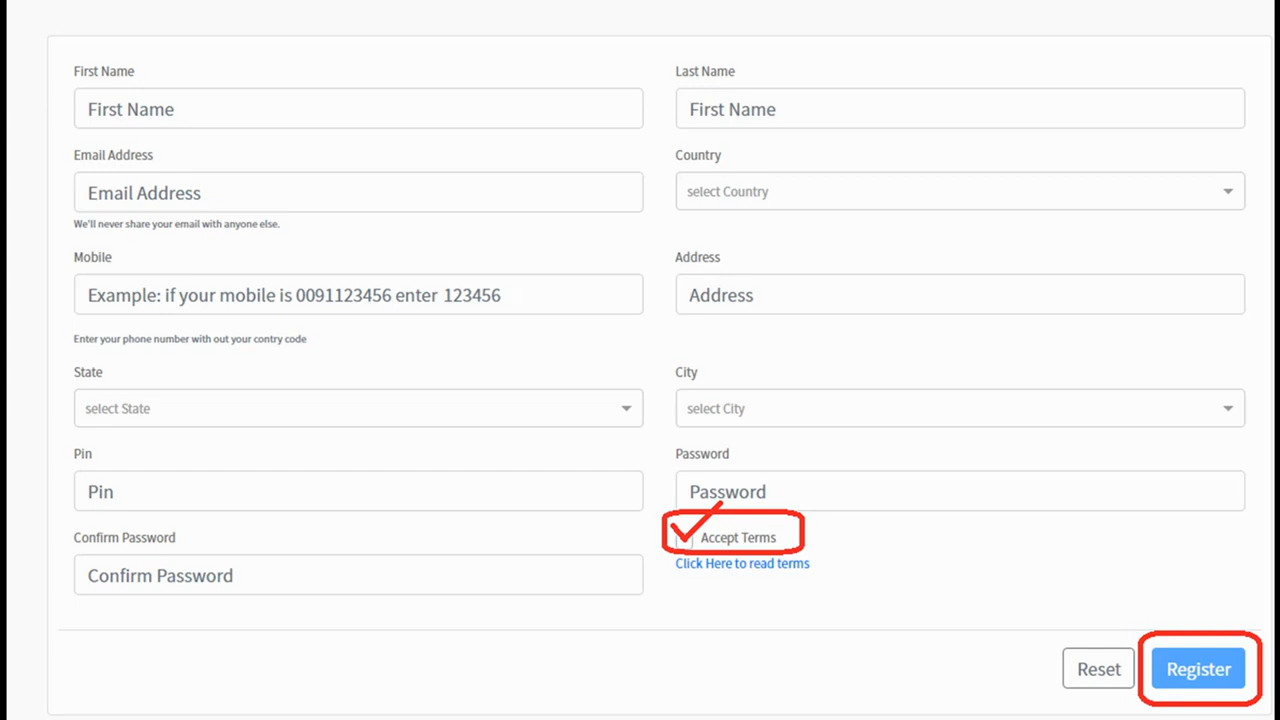 First Name
Last Name
First Name
First Name
Email Address
Country
Email Address
select Country
We'll never share your email with anyone else.
Mobile
Address
Example: if your mobile is 0091123456 enter 123456
Address
Enter your phone number with out your contry code
State
City
select State
select City
Pin
Password
Pin
Password
Confirm Password
Accept Terms
Confirm Password
Click Here to read terms
Reset
Register